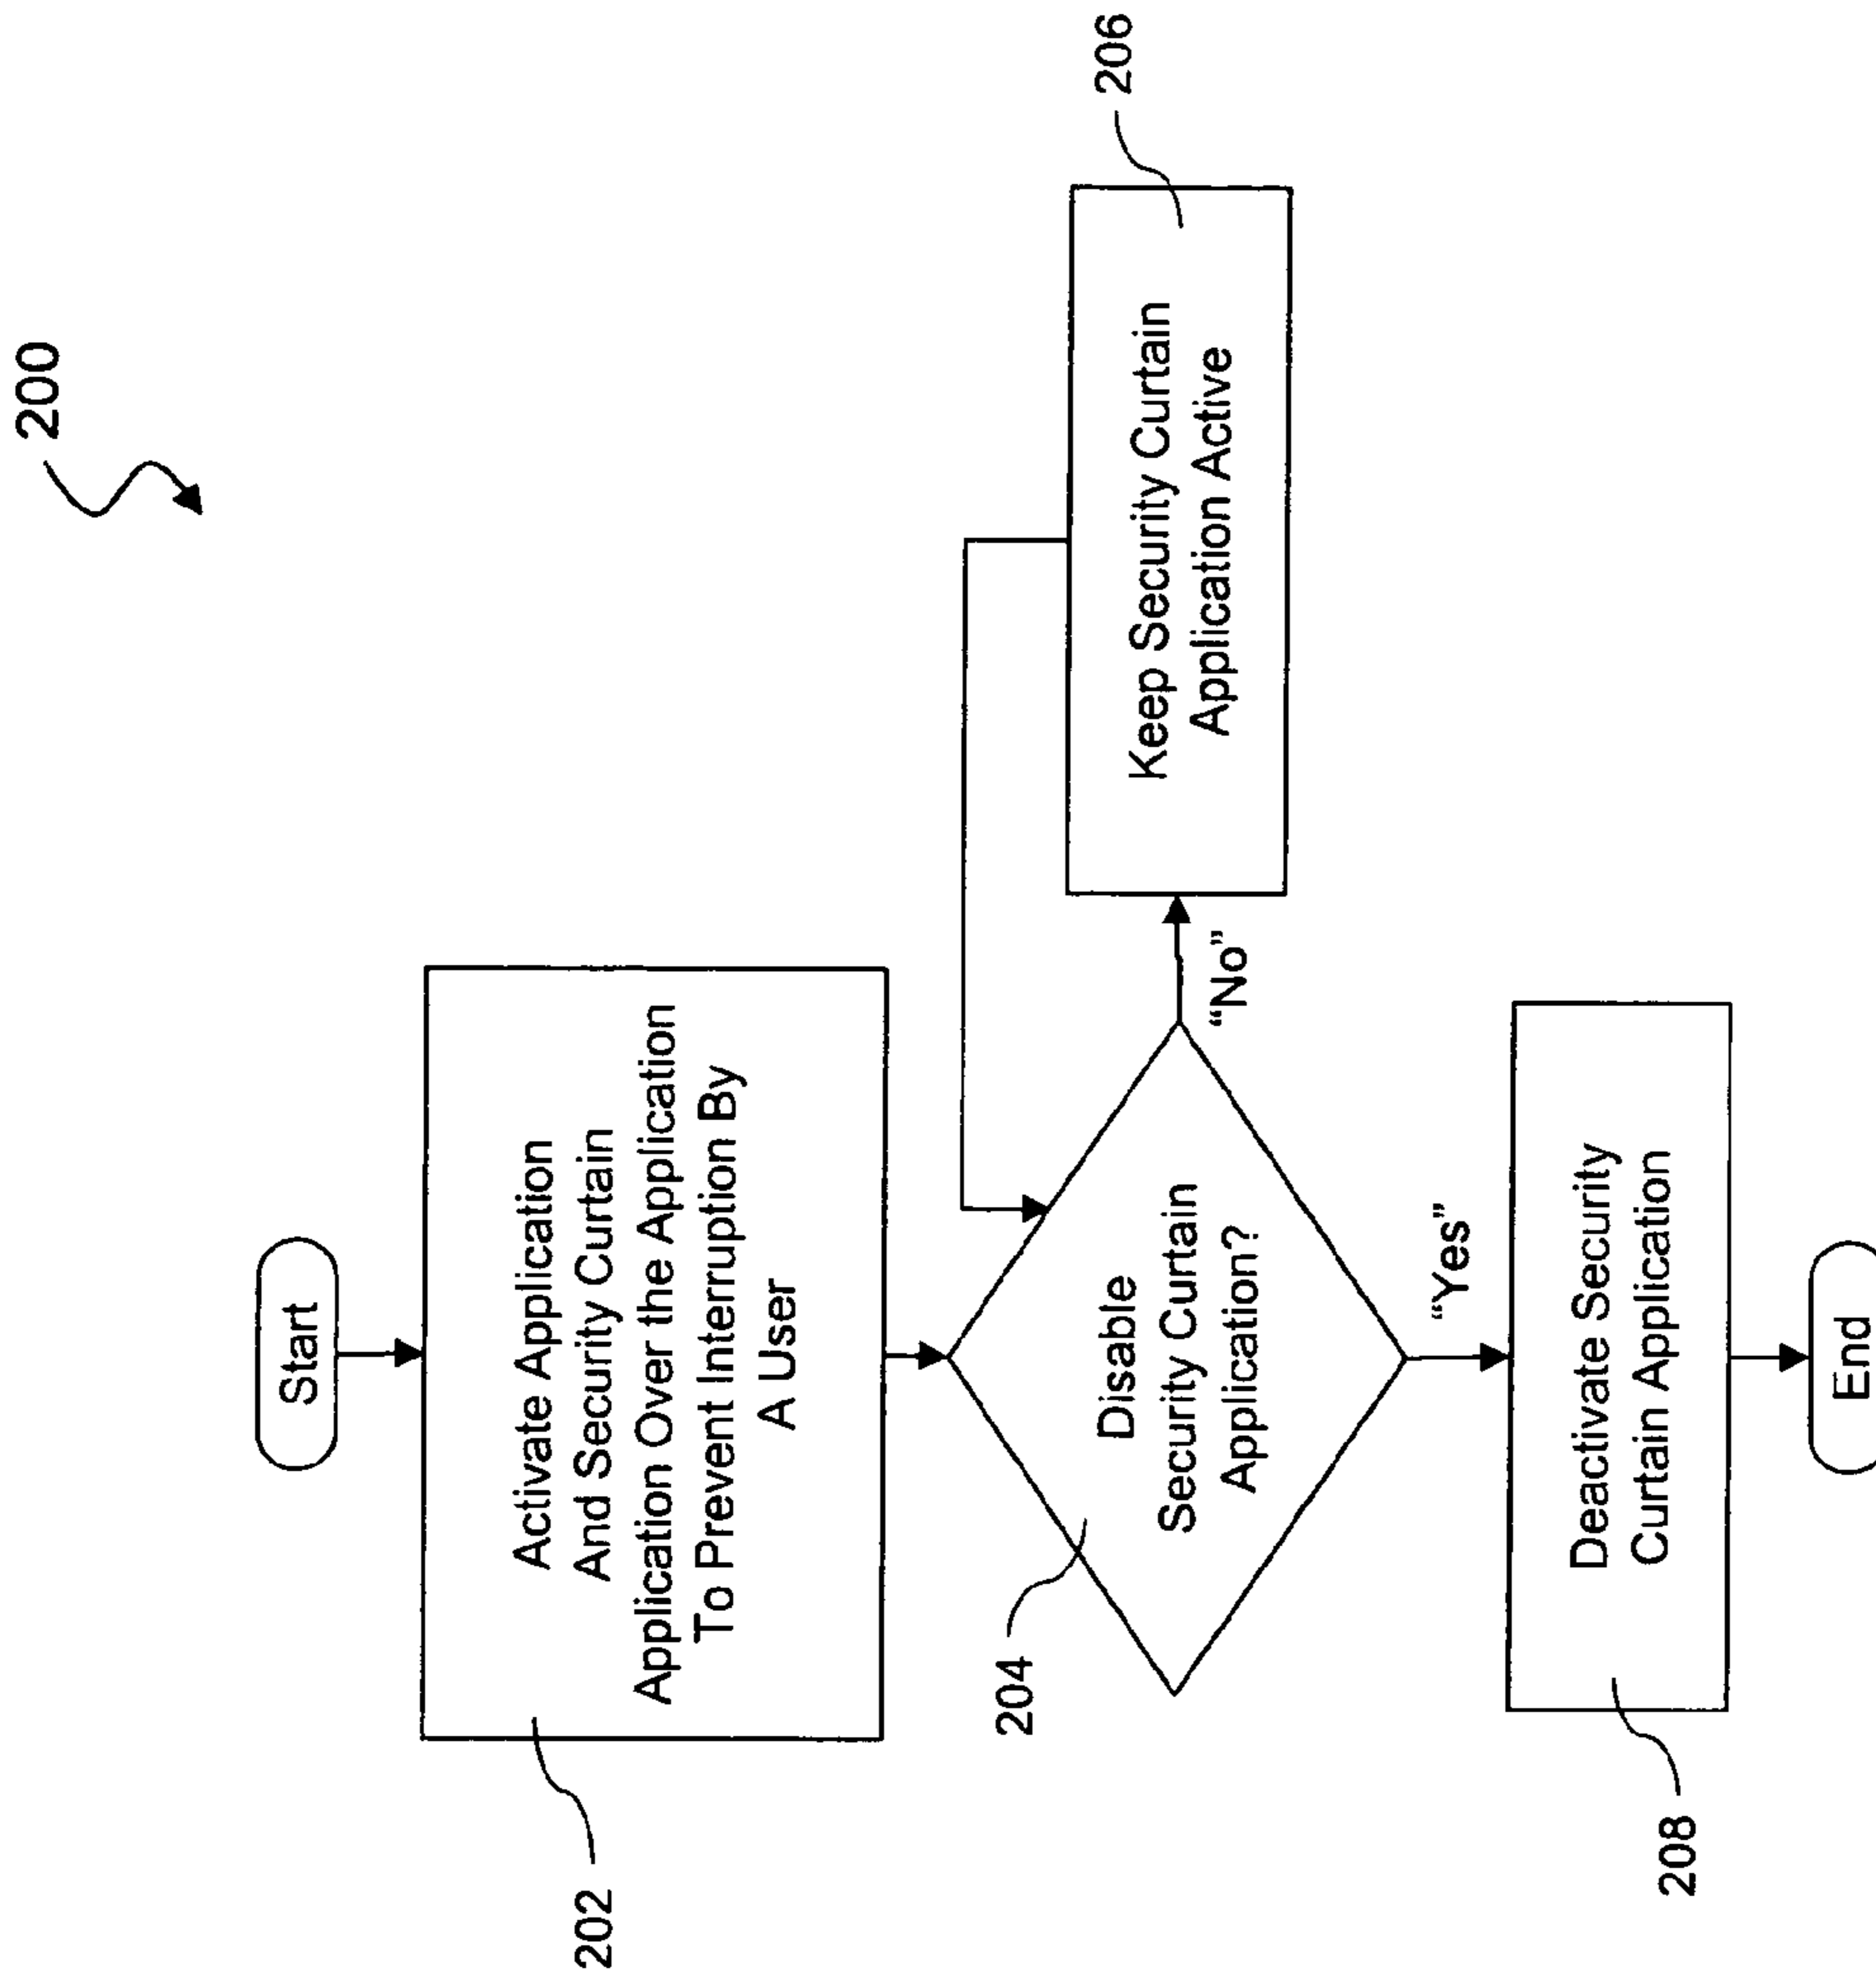 200
Start
202
Activate Application
And Security Curtain
Application Over the Application
To Prevent Interruption By
A User
204
Disable
Security Curtain
Application?
"No"
206
Keep Security Curtain
Application Active
"Yes"
208
Deactivate Security
Curtain Application
End